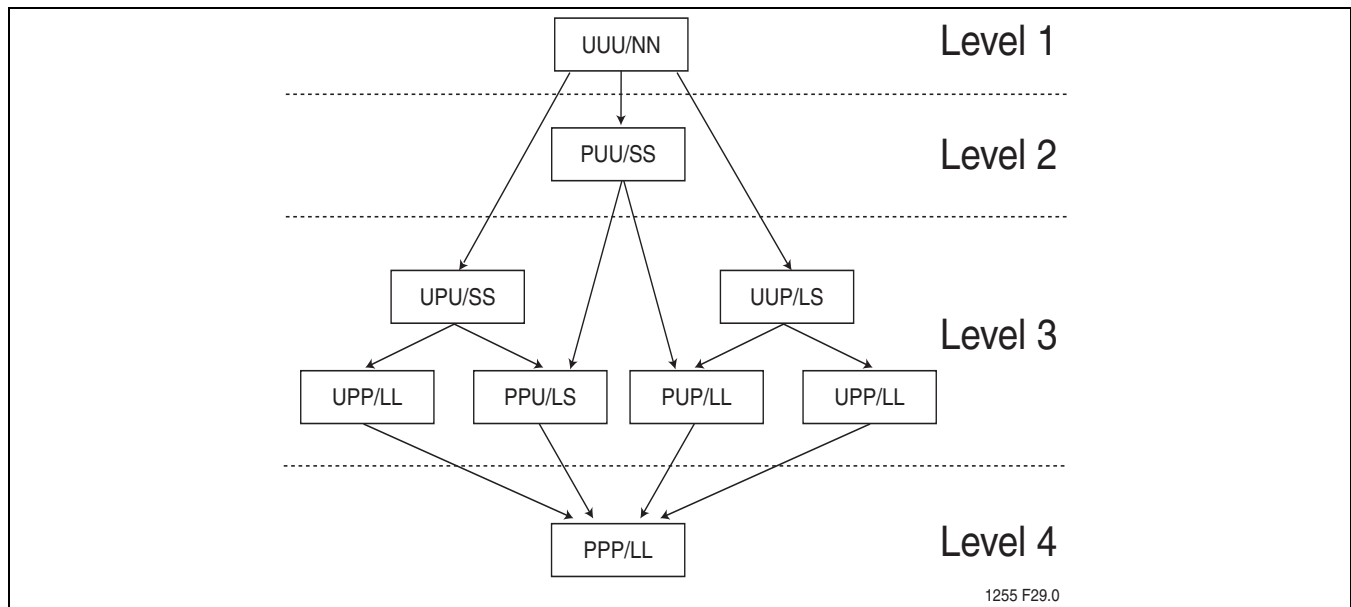 UUU/NN
Level 1
PUU/SS
Level 2
UPU/SS
UUP/LS
Level 3
UPP/LL
PPU/LS
PUP/LL
UPP/LL
PPP/LL
Level 4
1255 F29.0